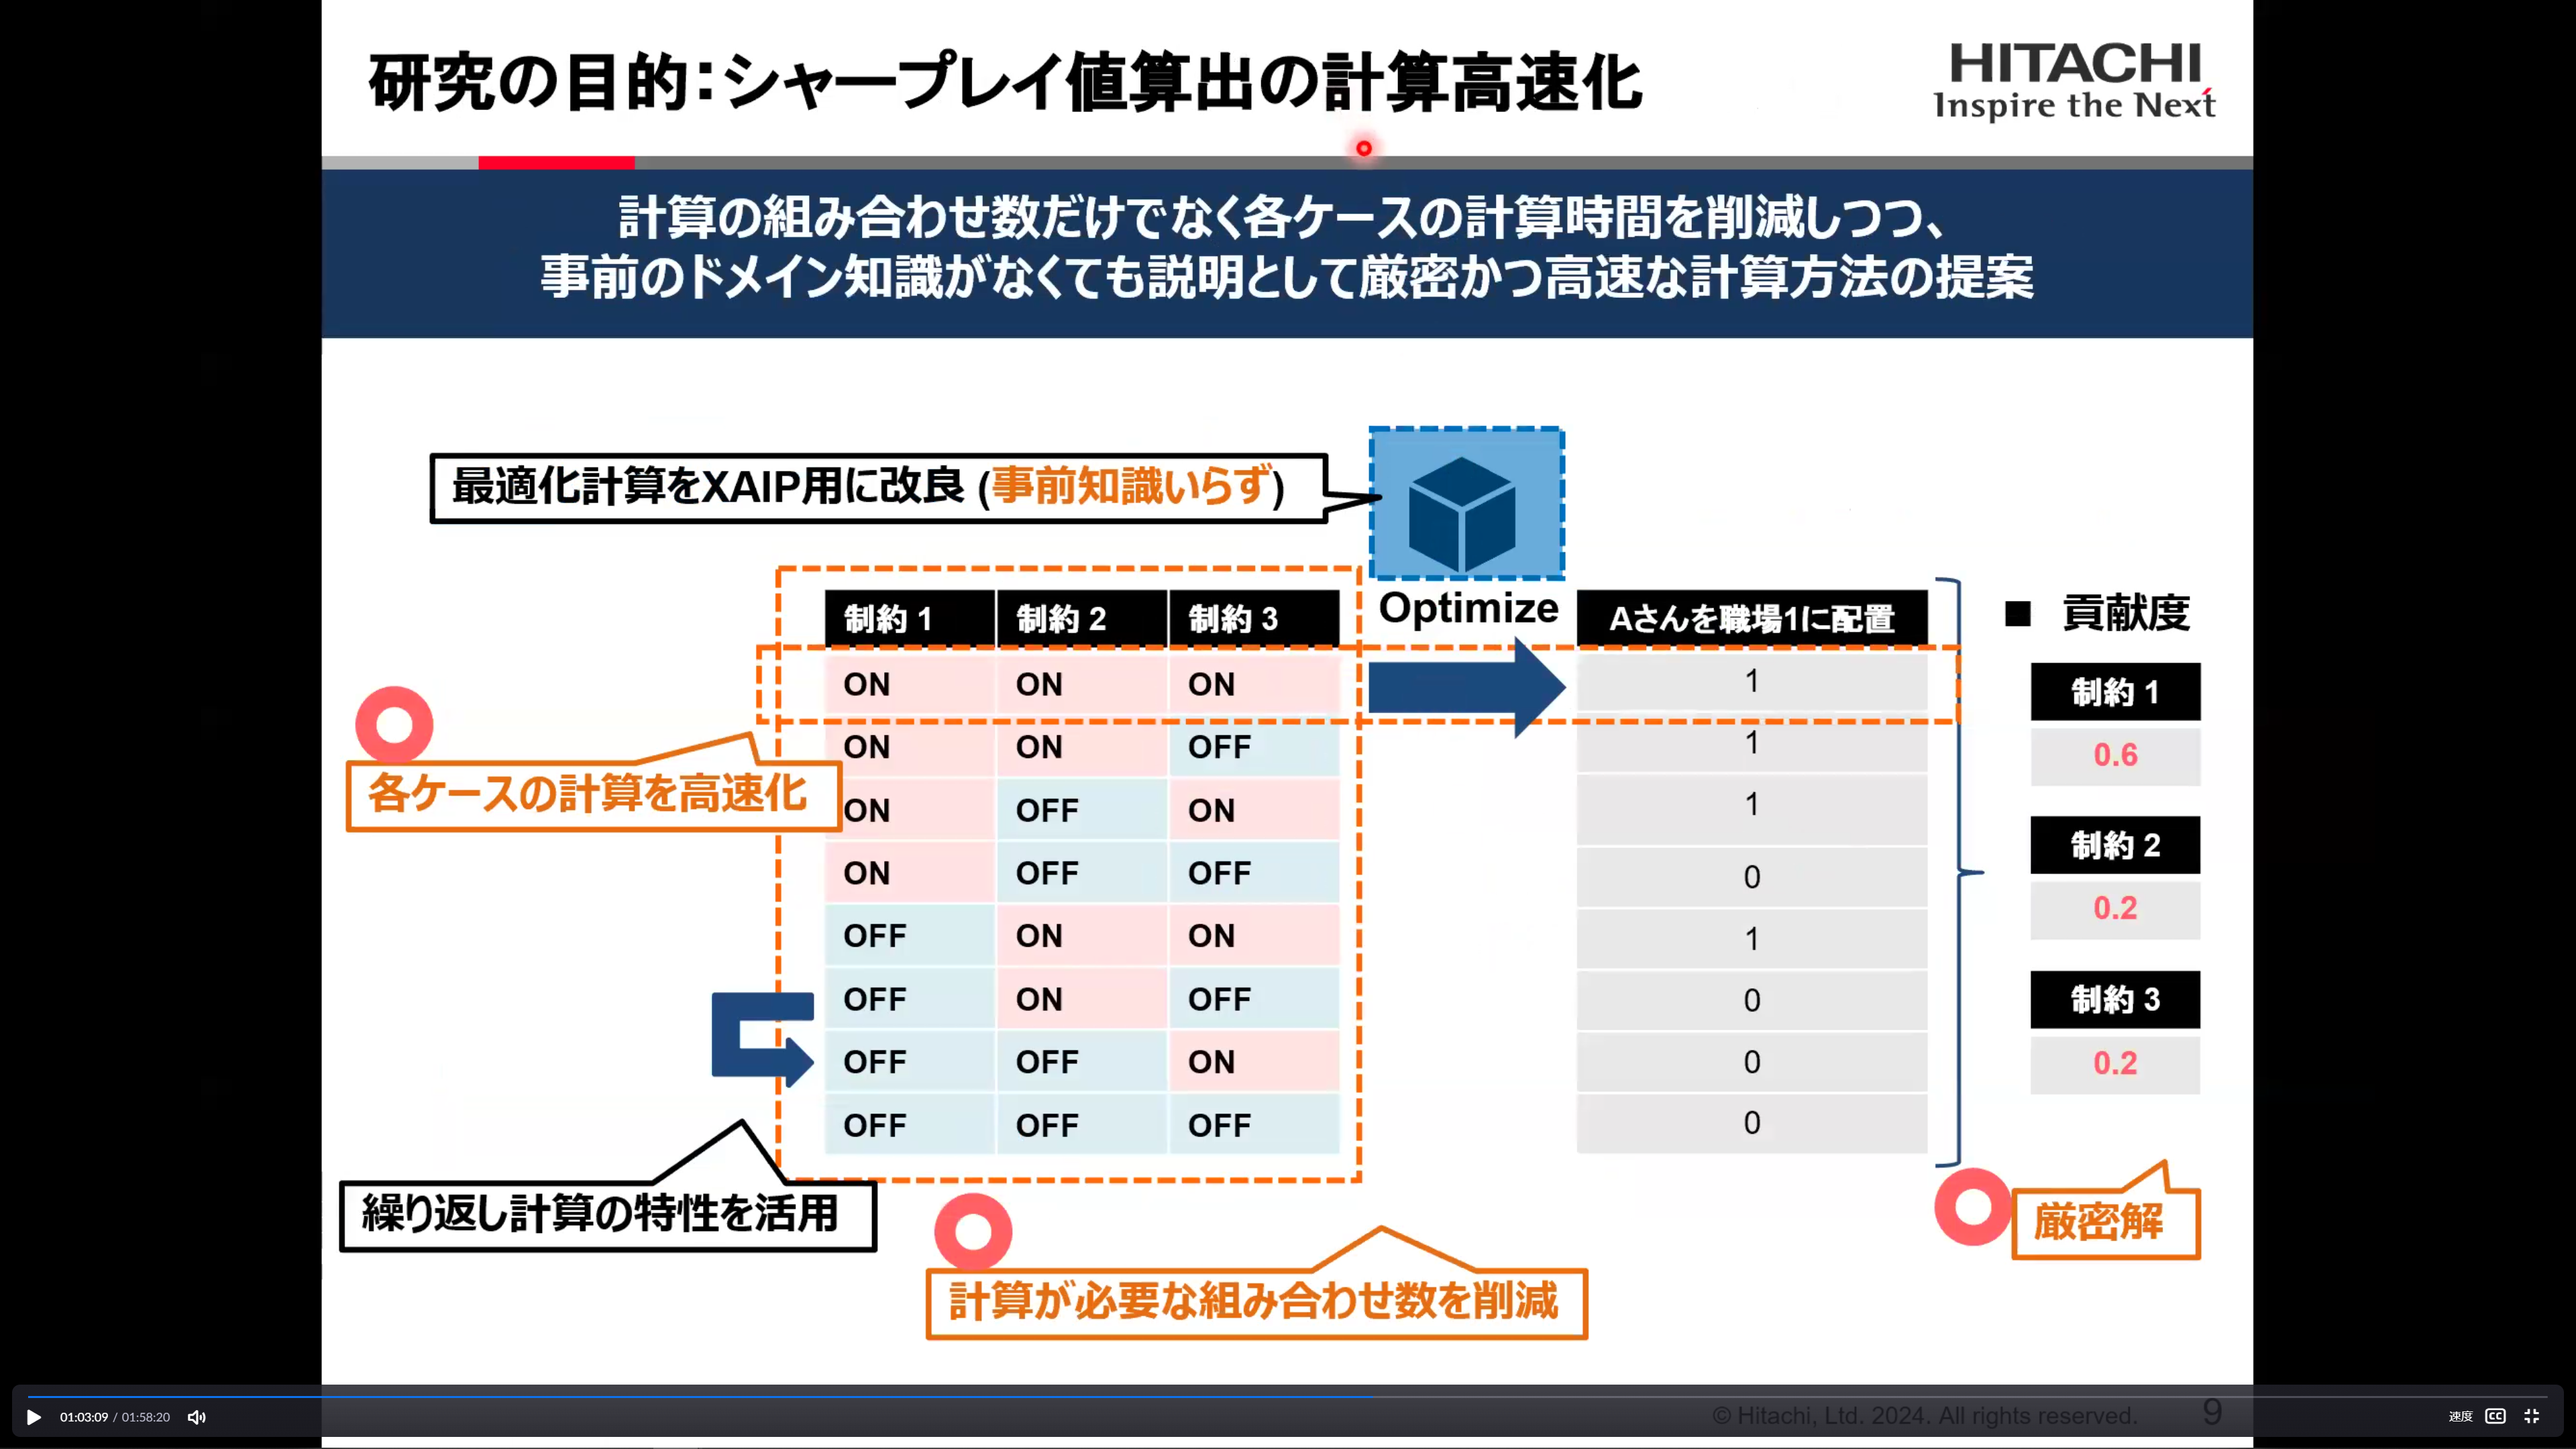 研究の目的：シャープレイ値算出の計算高速化
HITACHI
Inspire the Next
計算の組み合わせ数だけでなく各ケースの計算時間を削減しつつ、
事前のドメイン知識がなくても説明として厳密かつ高速な計算方法の提案
最適化計算をXAIP用に改良 (事前知識いらず)
Optimize
制約 1 制約 2 制約 3 Aさんを職場1に配置
ON ON ON 1
ON ON OFF 1
ON OFF ON 1
ON OFF OFF 0
OFF ON ON 1
OFF ON OFF 0
OFF OFF ON 0
OFF OFF OFF 0
■ 貢献度
制約 1
0.6
制約 2
0.2
制約 3
0.2
各ケースの計算を高速化
繰り返し計算の特性を活用
計算が必要な組み合わせ数を削減
厳密解
© Hitachi, Ltd. 2024. All rights reserved. 9
01:03:09 / 01:58:20
速度 CC